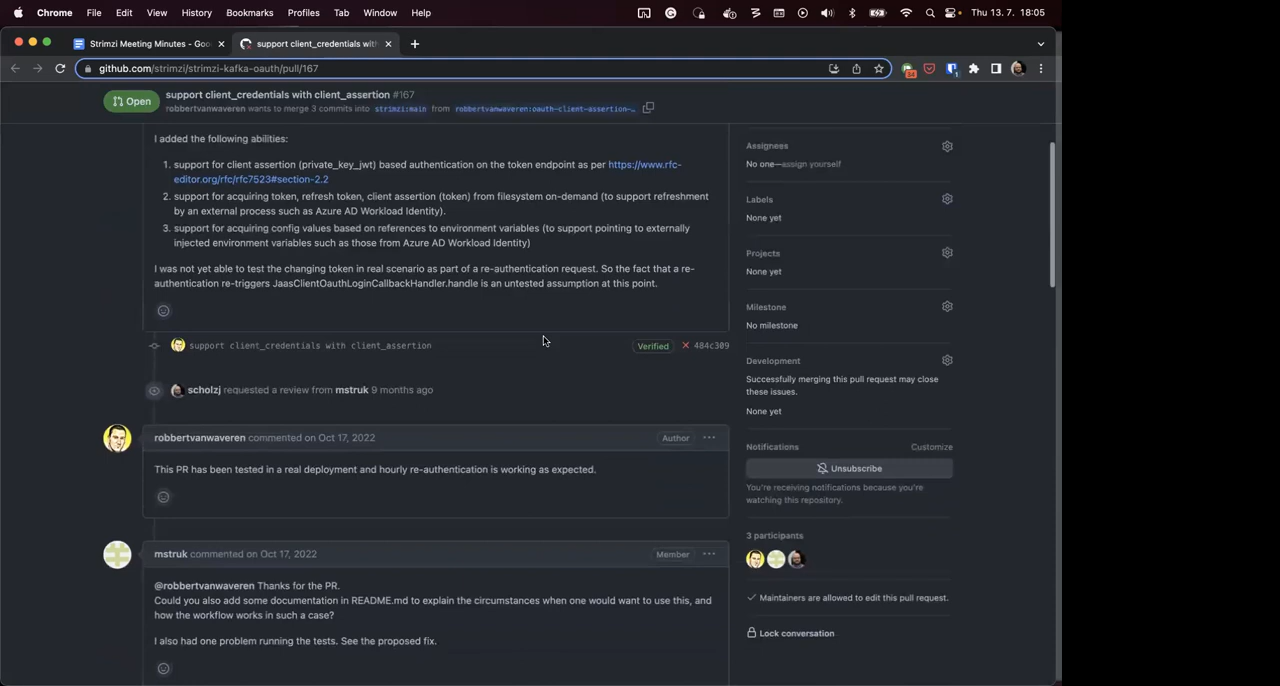 Chrome File Edit View History Bookmarks Profiles Tab Window Help Thu 13. 7. 18:05
Strimzi Meeting Minutes - Goo
support client_credentials with
github.com/strimzi/strimzi-kafka-oauth/pull/167
Open
support client_credentials with client_assertion #167
robbertvanwaveren wants to merge 3 commits into strimzi:main from robbertvanwaveren:oauth-client-assertion-…
I added the following abilities:
1. support for client assertion (private_key_jwt) based authentication on the token endpoint as per https://www.rfc-
editor.org/rfc/rfc7523#section-2.2
2. support for acquiring token, refresh token, client assertion (token) from filesystem on-demand (to support refreshment
by an external process such as Azure AD Workload Identity).
3. support for acquiring config values based on references to environment variables (to support pointing to externally
injected environment variables such as those from Azure AD Workload Identity)
I was not yet able to test the changing token in real scenario as part of a re-authentication request. So the fact that a re-
authentication re-triggers JaasClientOauthLoginCallbackHandler.handle is an untested assumption at this point.
support client_credentials with client_assertion
Verified 484c309
scholzj requested a review from mstruk 9 months ago
robbertvanwaveren commented on Oct 17, 2022
Author
This PR has been tested in a real deployment and hourly re-authentication is working as expected.
mstruk commented on Oct 17, 2022
Member
@robbertvanwaveren Thanks for the PR.
Could you also add some documentation in README.md to explain the circumstances when one would want to use this, and
how the workflow works in such a case?
I also had one problem running the tests. See the proposed fix.
Assignees
No one—assign yourself
Labels
None yet
Projects
None yet
Milestone
No milestone
Development
Successfully merging this pull request may close
these issues.
None yet
Notifications
Customize
Unsubscribe
You're receiving notifications because you're
watching this repository.
3 participants
Maintainers are allowed to edit this pull request.
Lock conversation